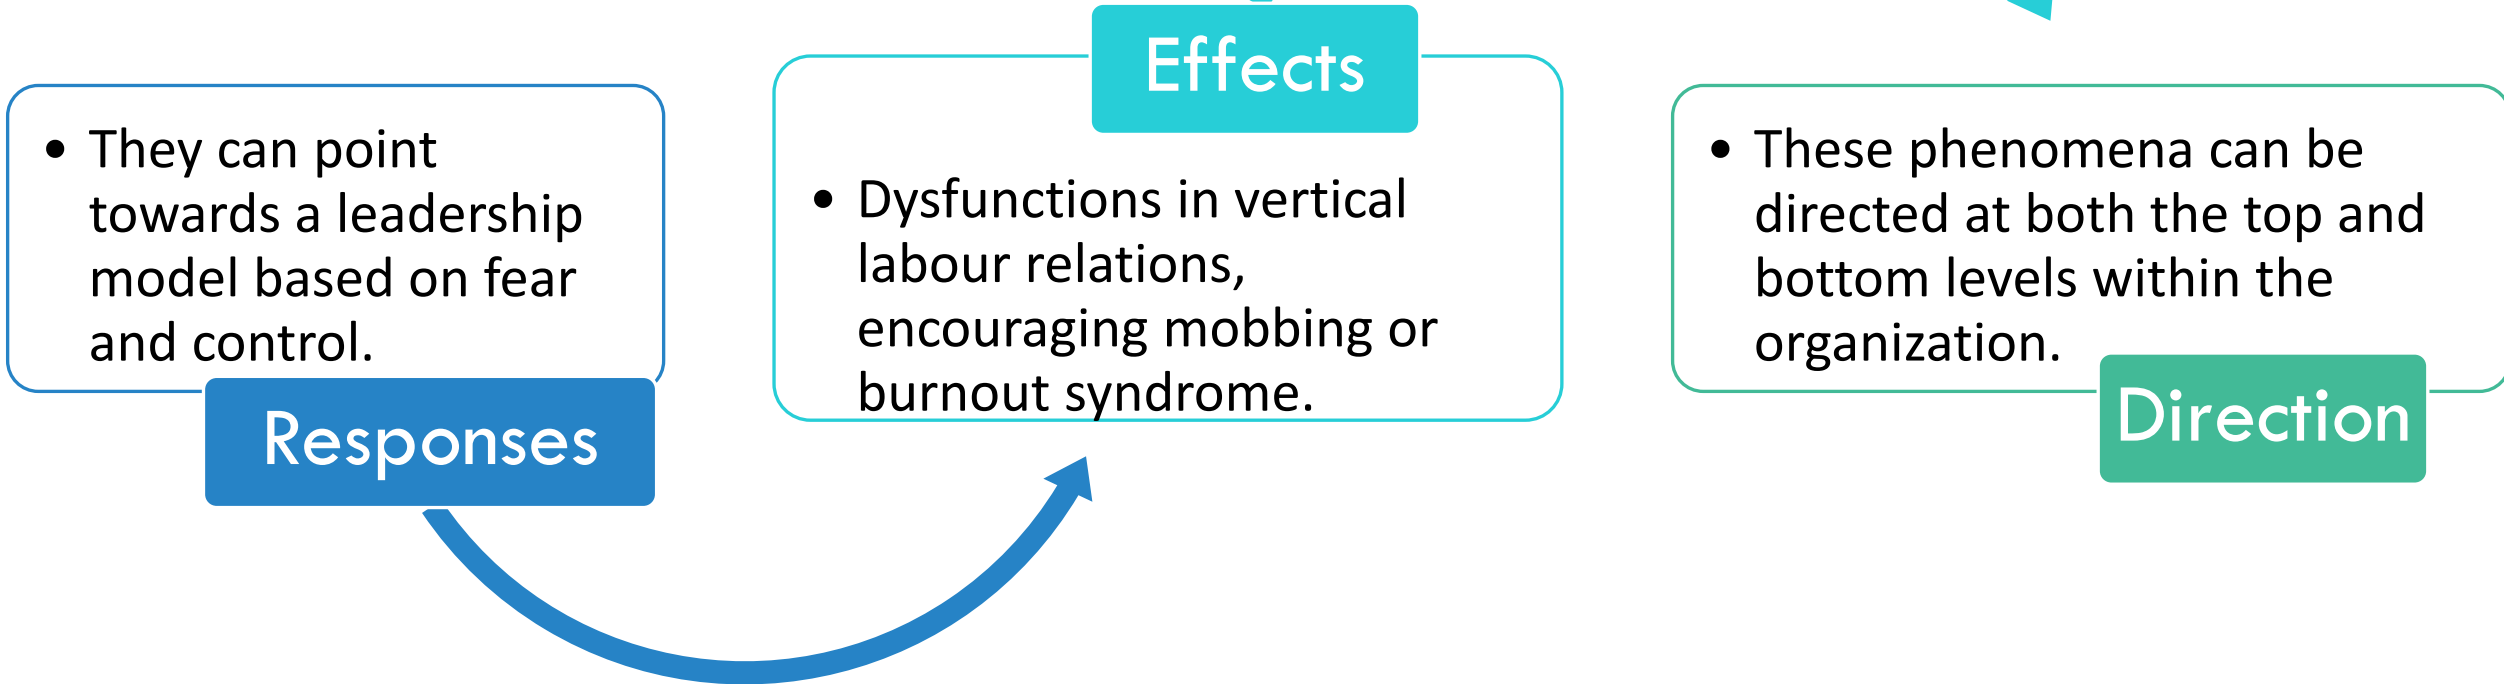 • They can point
towards a leadership
model based on fear
and control.
Responses
Effects
• Dysfunctions in vertical
labour relations,
encouraging mobbing or
burnout syndrome.
• These phenomena can be
directed at both the top and
bottom levels within the
organization.
Direction